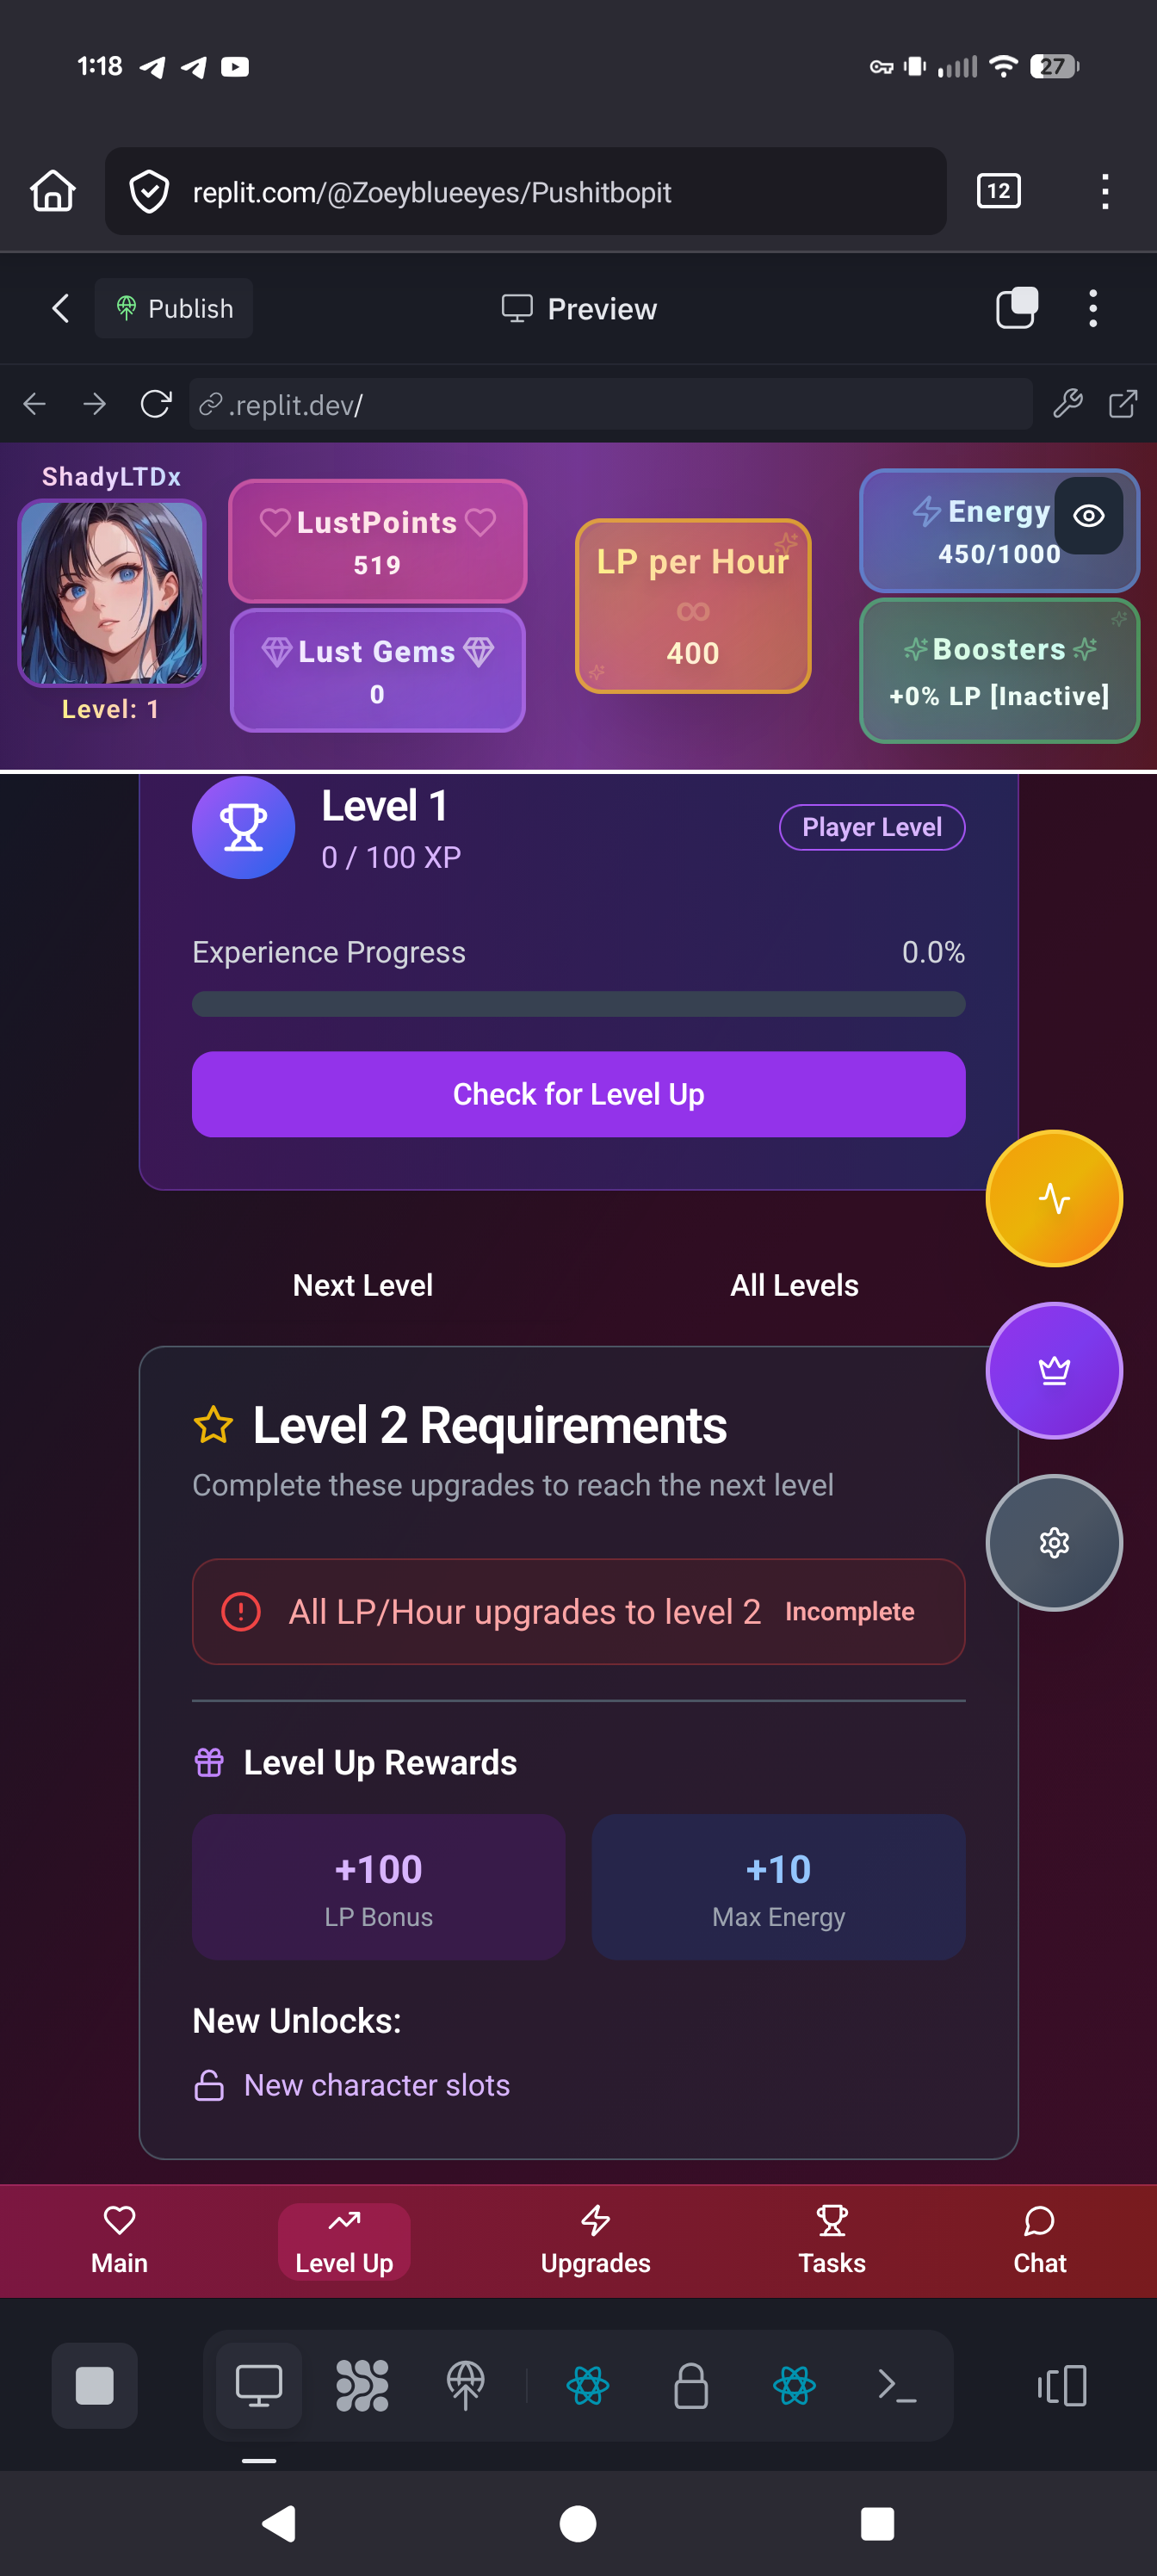 1:18
27
replit.com/@Zoeyblueeyes/Pushitbopit
12
Publish
Preview
.replit.dev/
ShadyLTDx
Level: 1
LustPoints
519
Lust Gems
0
LP per Hour
∞
400
Energy
450/1000
Boosters
+0% LP [Inactive]
Level 1
0 / 100 XP
Player Level
Experience Progress
0.0%
Check for Level Up
Next Level
All Levels
Level 2 Requirements
Complete these upgrades to reach the next level
All LP/Hour upgrades to level 2
Incomplete
Level Up Rewards
+100
LP Bonus
+10
Max Energy
New Unlocks:
New character slots
Main
Level Up
Upgrades
Tasks
Chat